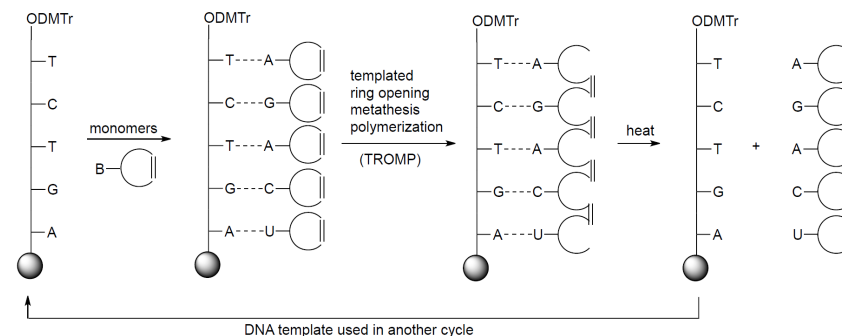 ODMTr
ODMTr
ODMTr
ODMTr
T
C
T
G
A
monomers
B
T----A
C---G
T----A
G---C
A----U
templated
ring opening
metathesis
polymerization
(TROMP)
T----A
C---G
T----A
G---C
A----U
heat
T
C
T
G
A
+
A
G
A
C
U
DNA template used in another cycle